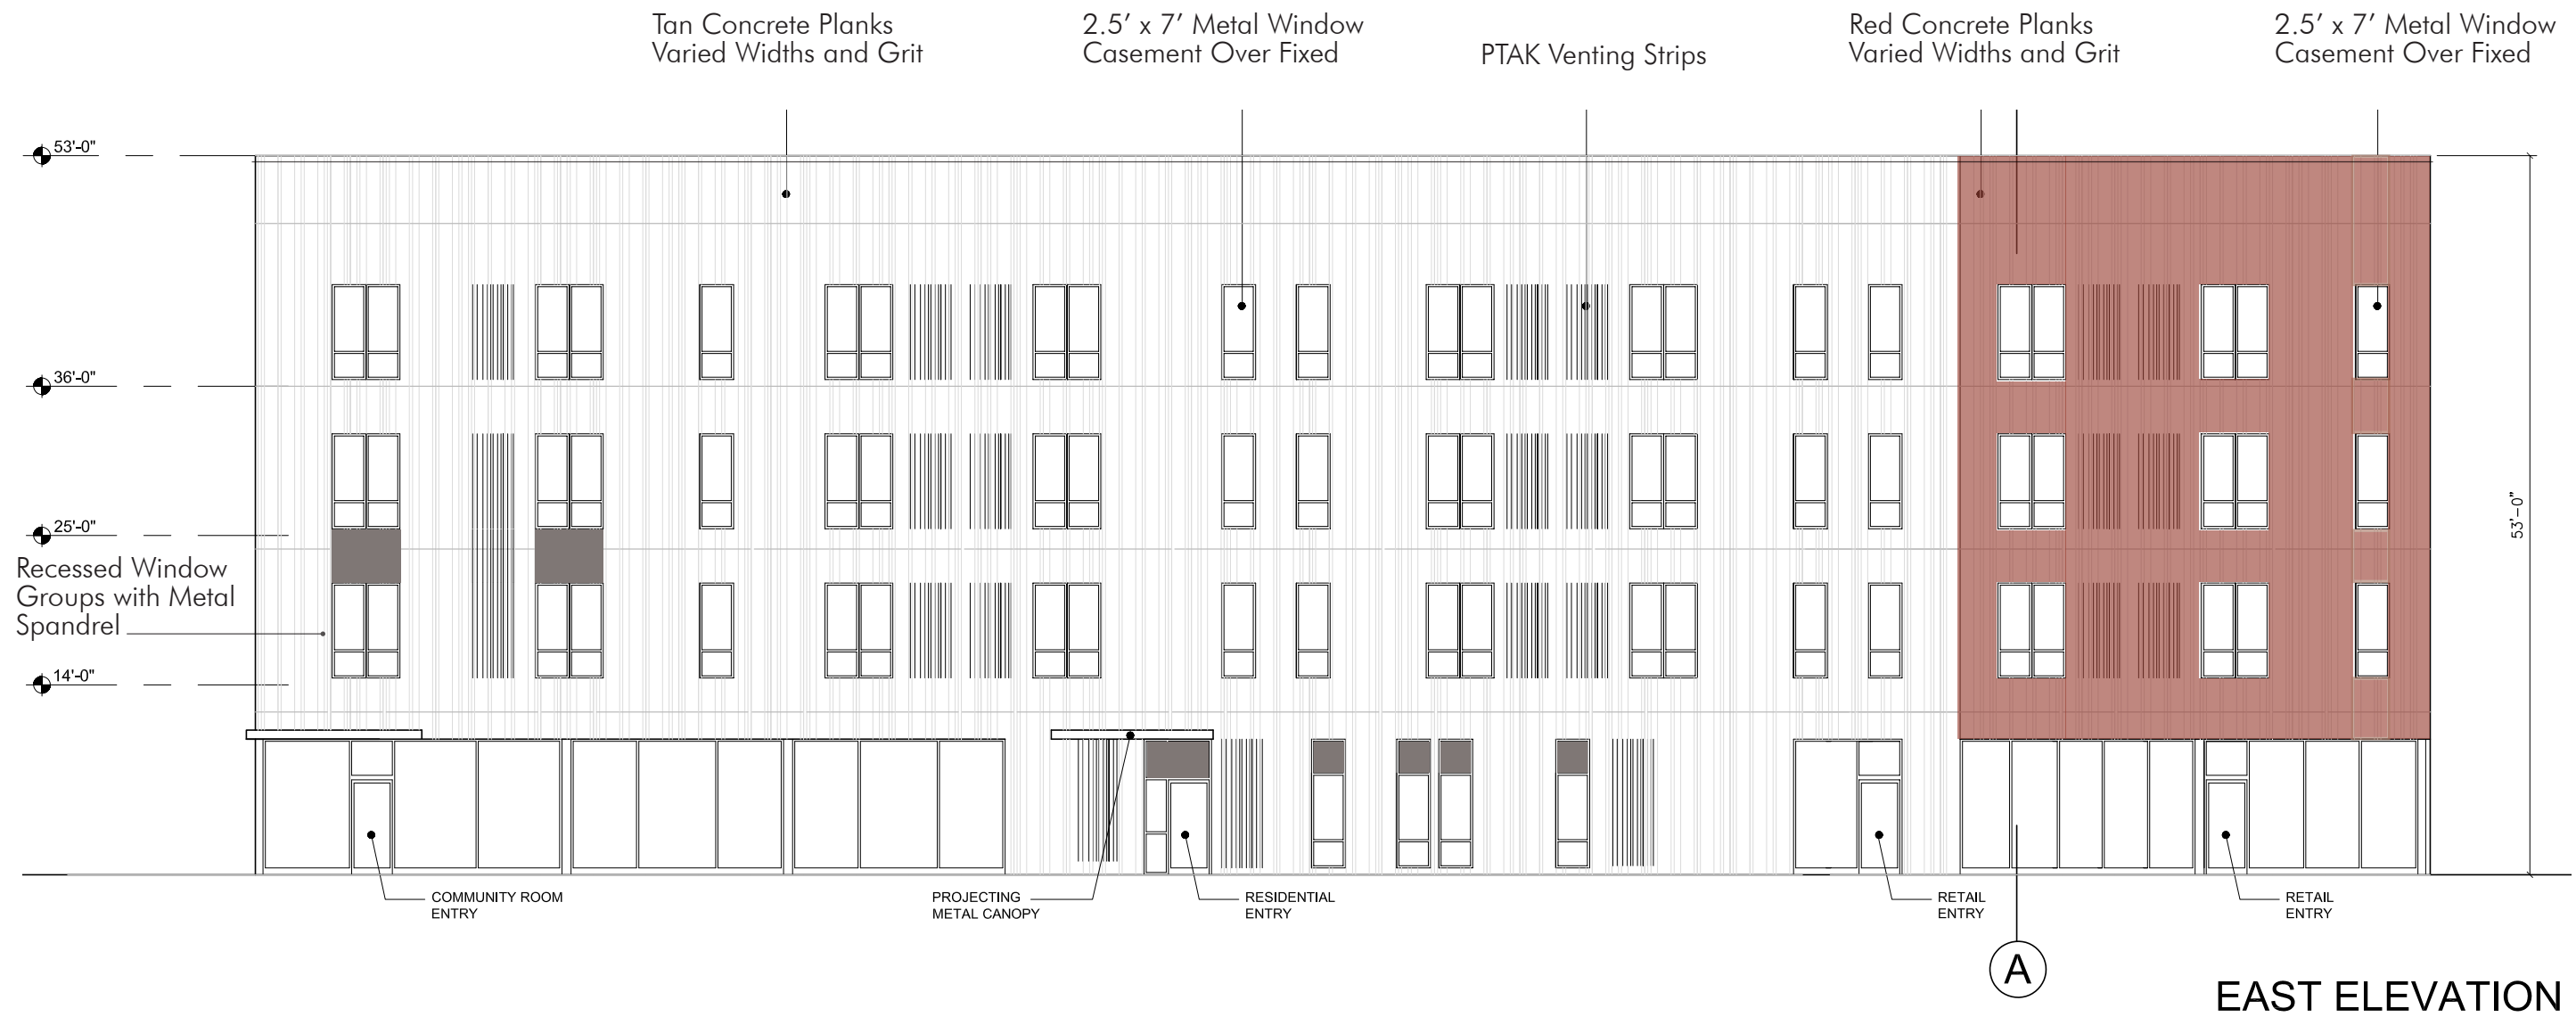 Tan Concrete Planks
Varied Widths and Grit
2.5' x 7' Metal Window
Casement Over Fixed
PTAK Venting Strips
Red Concrete Planks
Varied Widths and Grit
2.5' x 7' Metal Window
Casement Over Fixed
53'-0"
36'-0"
25'-0"
53'-0"
Recessed Window
Groups with Metal
Spandrel
14'-0"
COMMUNITY ROOM
ENTRY
PROJECTING
METAL CANOPY
RESIDENTIAL
ENTRY
RETAIL
ENTRY
RETAIL
ENTRY
A
EAST ELEVATION